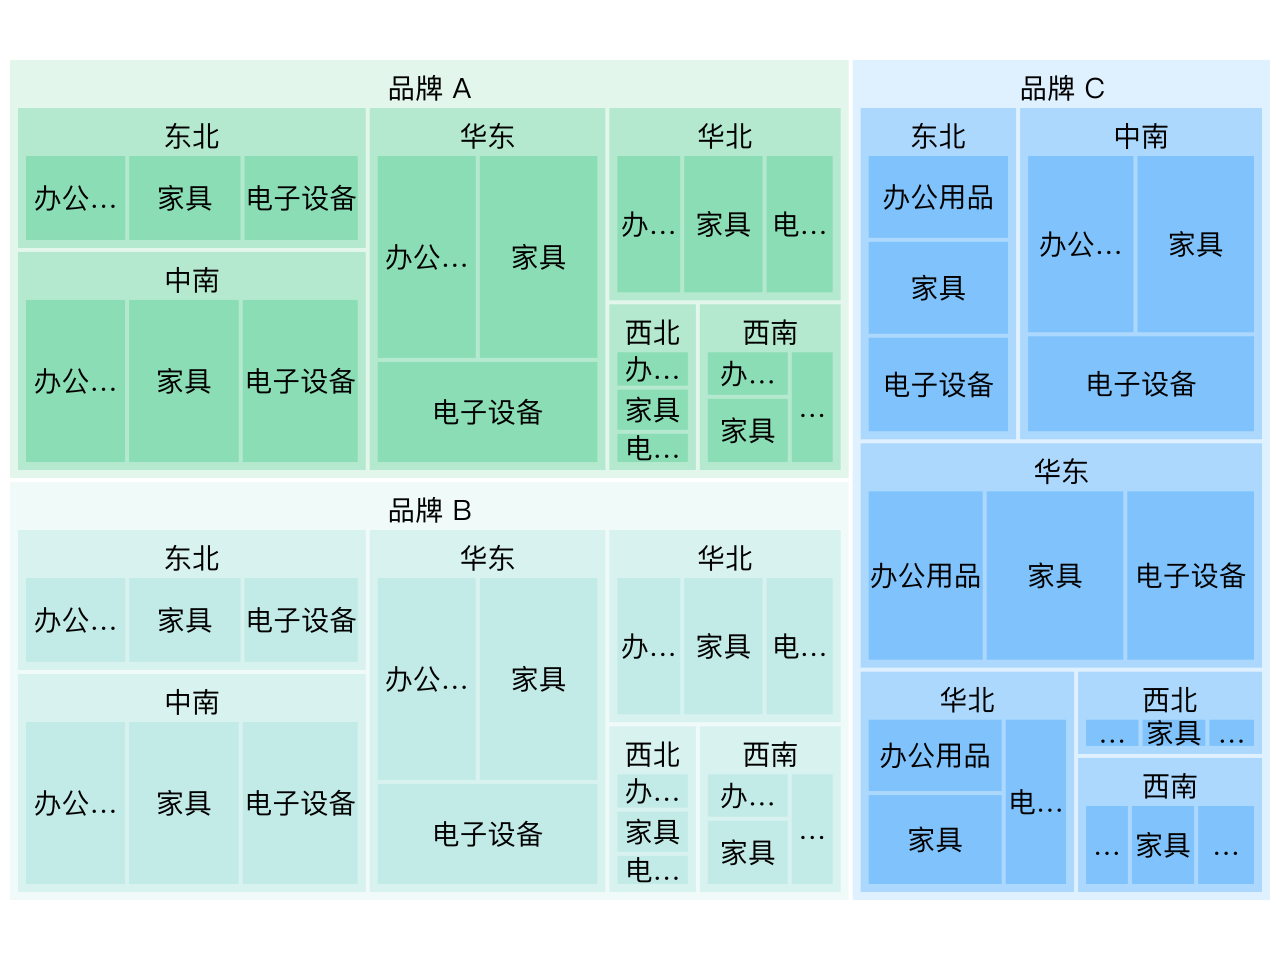 品牌 A
东北
办公…
家具
电子设备
中南
办公…
家具
电子设备
华东
办公…
家具
电子设备
华北
办…
家具
电…
西北
办…
家具
电…
西南
办…
家具
…
品牌 B
东北
办公…
家具
电子设备
中南
办公…
家具
电子设备
华东
办公…
家具
电子设备
华北
办…
家具
电…
西北
办…
家具
电…
西南
办…
家具
…
品牌 C
东北
办公用品
家具
电子设备
中南
办公…
家具
电子设备
华东
办公用品
家具
电子设备
华北
办公用品
家具
电…
西北
…
家具
…
西南
…
家具
…